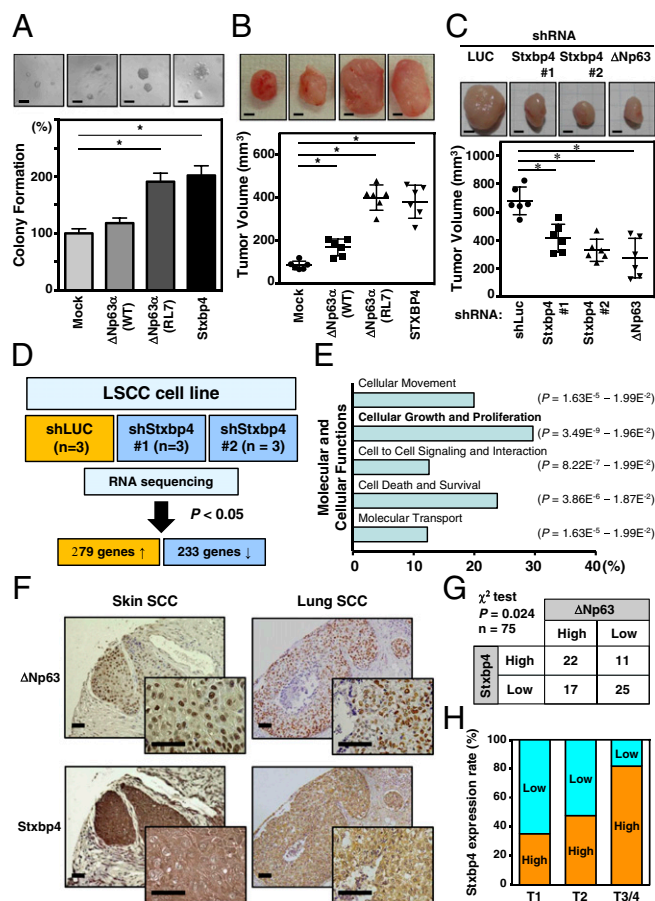 A
(%)
Colony Formation
200
100
0
*
*
Mock
ΔNp63α (WT)
ΔNp63α (RL7)
Stxbp4
B
Tumor Volume (mm3)
600
400
200
0
*
*
*
Mock
ΔNp63α (WT)
ΔNp63α (RL7)
STXBP4
C
shRNA
LUC
Stxbp4 #1
Stxbp4 #2
ΔNp63
Tumor Volume (mm3)
1000
800
600
400
200
0
*
*
*
shRNA:
shLuc
Stxbp4 #1
Stxbp4 #2
ΔNp63
D
LSCC cell line
shLUC (n=3)
shStxbp4 #1 (n=3)
shStxbp4 #2 (n = 3)
RNA sequencing
P < 0.05
279 genes ↑
233 genes ↓
E
Molecular and Cellular Functions
Cellular Movement
(P = 1.63E-5 – 1.99E-2)
Cellular Growth and Proliferation
(P = 3.49E-9 - 1.96E-2)
Cell to Cell Signaling and Interaction
(P = 8.22E-7 - 1.99E-2)
Cell Death and Survival
(P = 3.86E-6 - 1.87E-2)
Molecular Transport
(P = 1.63E-5 – 1.99E-2)
0
10
20
30
40 (%)
F
Skin SCC
Lung SCC
ΔNp63
Stxbp4
G
χ2 test
P = 0.024
n = 75
ΔNp63
High
Low
Stxbp4
High
22
11
Low
17
25
H
Stxbp4 expression rate (%)
100
80
60
40
20
0
Low
High
Low
High
Low
High
T1
T2
T3/4